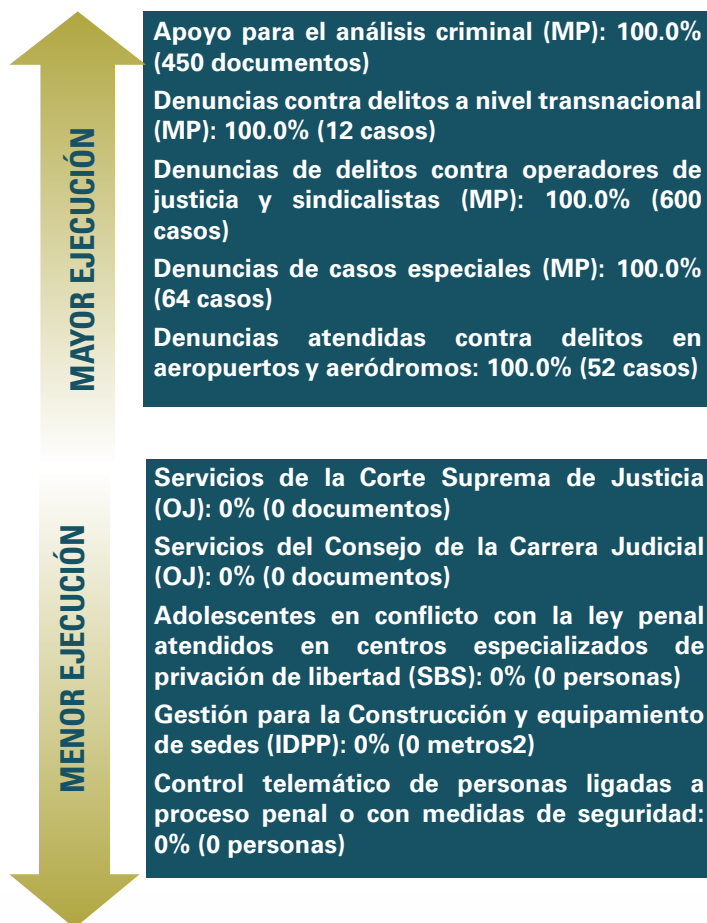 MAYOR EJECUCIÓN
Apoyo para el análisis criminal (MP): 100.0%
(450 documentos)
Denuncias contra delitos a nivel transnacional
(MP): 100.0% (12 casos)
Denuncias de delitos contra operadores de
justicia y sindicalistas (MP): 100.0% (600
casos)
Denuncias de casos especiales (MP): 100.0%
(64 casos)
Denuncias atendidas contra delitos en
aeropuertos y aeródromos: 100.0% (52 casos)
MENOR EJECUCIÓN
Servicios de la Corte Suprema de Justicia
(OJ): 0% (0 documentos)
Servicios del Consejo de la Carrera Judicial
(OJ): 0% (0 documentos)
Adolescentes en conflicto con la ley penal
atendidos en centros especializados de
privación de libertad (SBS): 0% (0 personas)
Gestión para la Construcción y equipamiento
de sedes (IDPP): 0% (0 metros2)
Control telemático de personas ligadas a
proceso penal o con medidas de seguridad:
0% (0 personas)